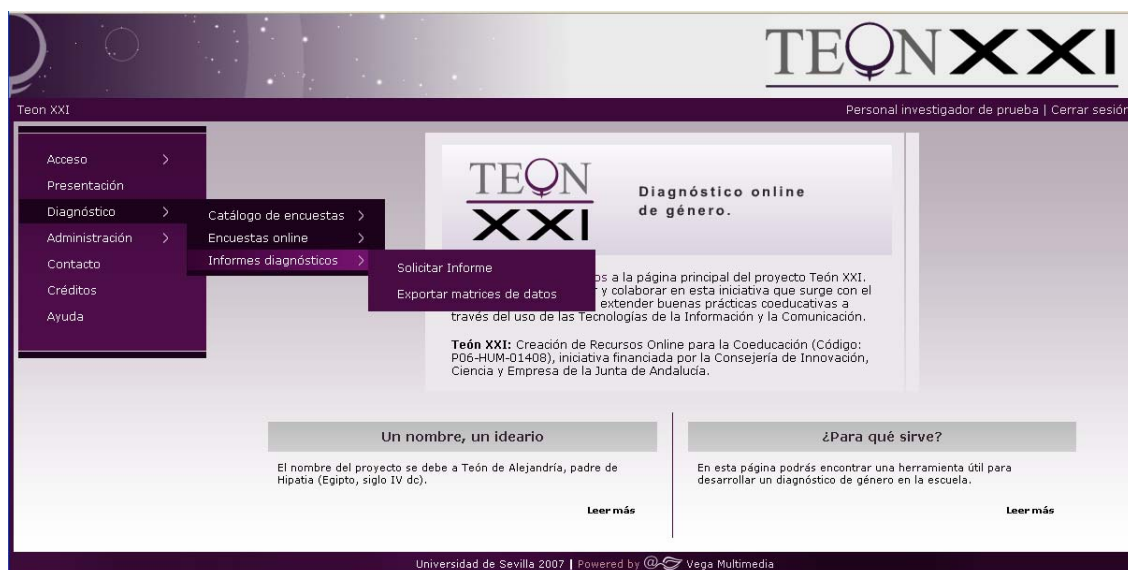 TEONXXI
Teon XXI
Personal investigador de prueba | Cerrar sesión
Acceso
Presentación
Diagnóstico
Administración
Contacto
Créditos
Ayuda
Catálogo de encuestas
Encuestas online
Informes diagnósticos
Solicitar Informe
Exportar matrices de datos
TEON
XXI
Diagnóstico online
de género.
os a la página principal del proyecto Teón XXI.
y colaborar en esta iniciativa que surge con el
extender buenas prácticas coeducativas a
través del uso de las Tecnologías de la Información y la Comunicación.
Teón XXI: Creación de Recursos Online para la Coeducación (Código:
P06-HUM-01408), iniciativa financiada por la Consejería de Innovación,
Ciencia y Empresa de la Junta de Andalucía.
Un nombre, un ideario
El nombre del proyecto se debe a Teón de Alejandría, padre de
Hipatia (Egipto, siglo IV dc).
Leer más
¿Para qué sirve?
En esta página podrás encontrar una herramienta útil para
desarrollar un diagnóstico de género en la escuela.
Leer más
Universidad de Sevilla 2007 | Powered by @ Vega Multimedia